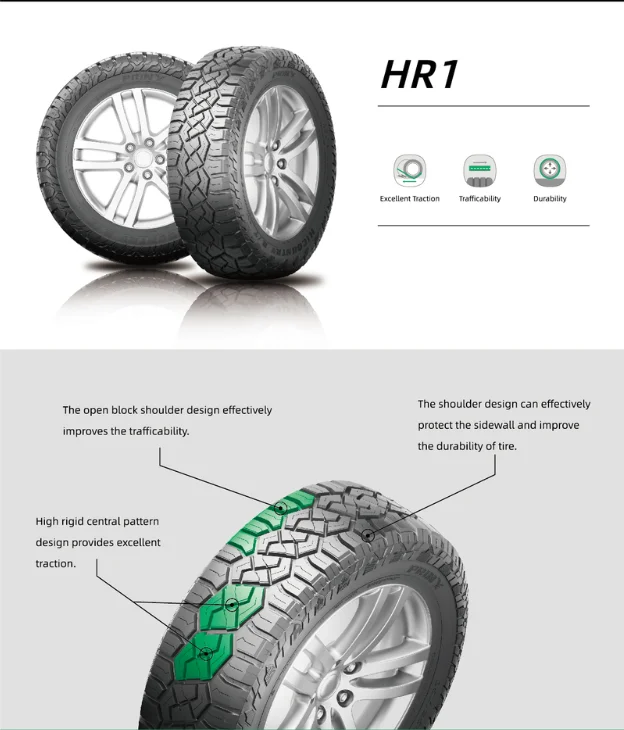 HR1
Excellent Traction
Trafficability
Durability
The open block shoulder design effectively
improves the trafficability.
The shoulder design can effectively
protect the sidewall and improve
the durability of tire.
High rigid central pattern
design provides excellent
traction.
PRINX